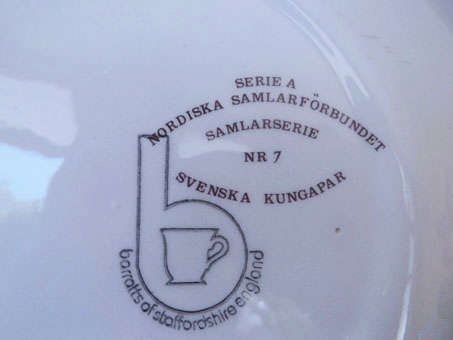 SERIE A
NORDISKA SAMLARFÖRBUNDET
SAMLARSERIE
NR 7
SVENSKA KUNGAPAR
b
barratts of staffordshire england